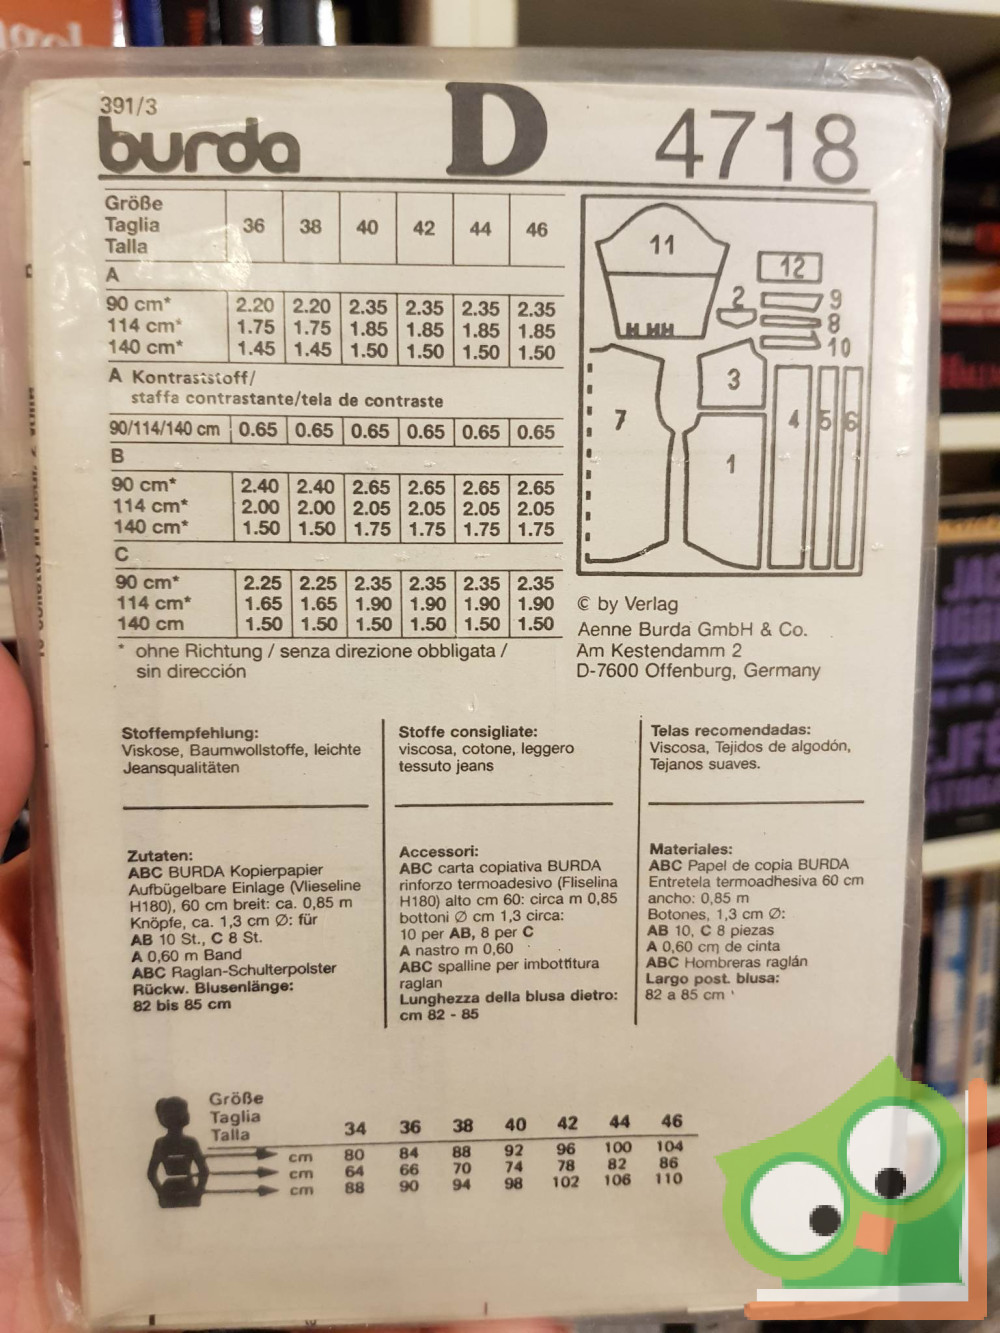 391/3
burda D 4718
Größe
Taglia
Talla
36 38 40 42 44 46
A
90 cm* 2.20 2.20 2.35 2.35 2.35 2.35
114 cm* 1.75 1.75 1.85 1.85 1.85 1.85
140 cm* 1.45 1.45 1.50 1.50 1.50 1.50
A Kontraststoff/
staffa contrastante/tela de contraste
90/114/140 cm 0.65 0.65 0.65 0.65 0.65 0.65
B
90 cm* 2.40 2.40 2.65 2.65 2.65 2.65
114 cm* 2.00 2.00 2.05 2.05 2.05 2.05
140 cm* 1.50 1.50 1.75 1.75 1.75 1.75
C
90 cm* 2.25 2.25 2.35 2.35 2.35 2.35
114 cm* 1.65 1.65 1.90 1.90 1.90 1.90
140 cm 1.50 1.50 1.50 1.50 1.50 1.50
* ohne Richtung / senza direzione obbligata /
sin dirección
11
12
2
9
8
10
3
7
4
5
6
1
© by Verlag
Aenne Burda GmbH & Co.
Am Kestendamm 2
D-7600 Offenburg, Germany
Stoffempfehlung:
Viskose, Baumwollstoffe, leichte
Jeansqualitäten
Stoffe consigliate:
viscosa, cotone, leggero
tessuto jeans
Telas recomendadas:
Viscosa, Tejidos de algodón,
Tejanos suaves.
Zutaten:
ABC BURDA Kopierpapier
Aufbügelbare Einlage (Vlieseline
H180), 60 cm breit: ca. 0,85 m
Knöpfe, ca. 1,3 cm Ø: für
AB 10 St., C 8 St.
A 0,60 m Band
ABC Raglan-Schulterpolster
Rückw. Blusenlänge:
82 bis 85 cm
Accessori:
ABC carta copiativa BURDA
rinforzo termoadesivo (Fliselina
H180) alto cm 60: circa m 0,85
bottoni Ø cm 1,3 circa:
10 per AB, 8 per C
A nastro m 0,60
ABC spalline per imbottitura
raglan
Lunghezza della blusa dietro:
cm 82 - 85
Materiales:
ABC Papel de copia BURDA
Entretela termoadhesiva 60 cm
ancho: 0,85 m
Botones, 1,3 cm Ø:
AB 10, C 8 piezas
A 0,60 cm de cinta
ABC Hombreras raglán
Largo post. blusa:
82 a 85 cm
Größe
Taglia
Talla
34 36 38 40 42 44 46
cm 80 84 88 92 96 100 104
cm 64 66 70 74 78 82 86
cm 88 90 94 98 102 106 110